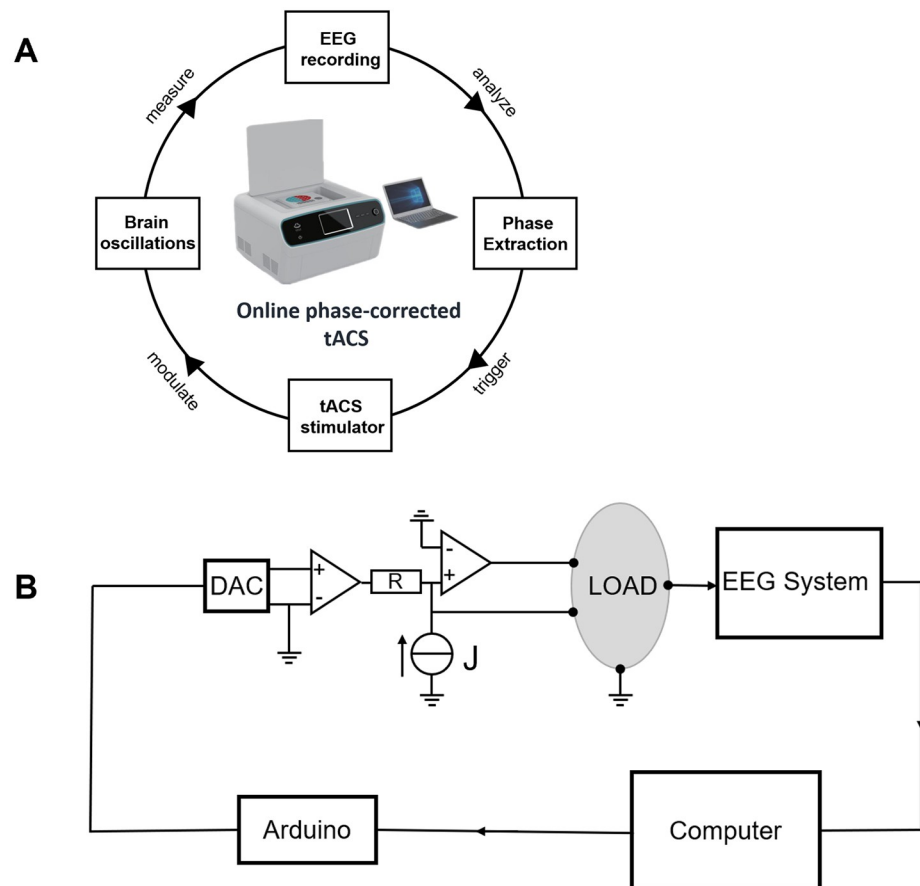 A
EEG
recording
measure
analyze
Brain
oscillations
Phase
Extraction
Online phase-corrected
tACS
modulate
trigger
tACS
stimulator
B
DAC
+
-
R
-
+
J
LOAD
EEG System
Arduino
Computer